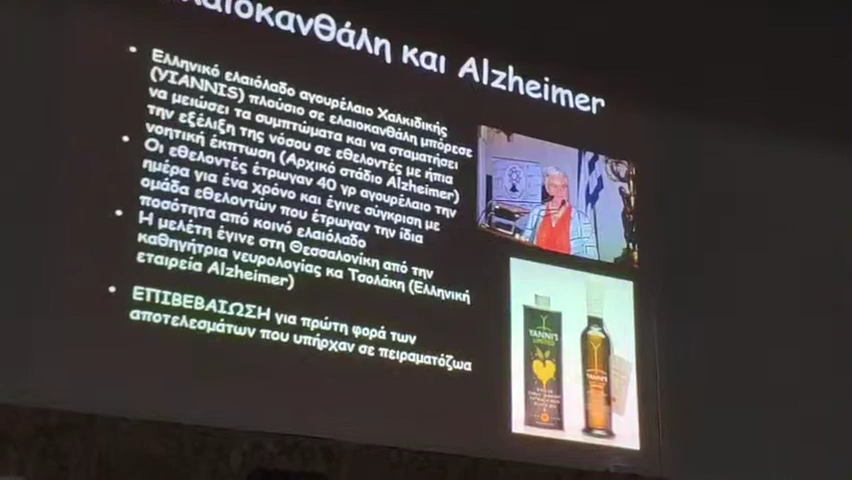 ελαιοκανθάλη και Alzheimer
• Ελληνικό ελαιόλαδο αγουρέλαιο Χαλκιδικής
(YIANNIS) πλούσιο σε ελαιοκανθάλη μπόρεσε
να μειώσει τα συμπτώματα και να σταματήσει
την εξέλιξη της νόσου σε εθελοντές με ήπια
νοητική έκπτωση (Αρχικό στάδιο Alzheimer)
• Οι εθελοντές έτρωγαν 40 γρ αγουρέλαιο την
ημέρα για ένα χρόνο και έγινε σύγκριση με
ομάδα εθελοντών που έτρωγαν την ίδια
ποσότητα από κοινό ελαιόλαδο
• Η μελέτη έγινε στη Θεσσαλονίκη από την
καθηγήτρια νευρολογίας κα Τσολάκη (Ελληνική
εταιρεία Alzheimer)
• ΕΠΙΒΕΒΑΙΩΣΗ για πρώτη φορά των
αποτελεσμάτων που υπήρχαν σε πειραματόζωα
YANNI'S
LIMITED
YANNI'S